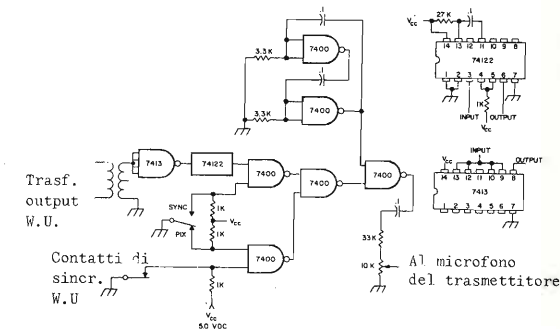 .1
7400
3.3K
.1
7400
3.3K
Vcc
27 K
.1
14 13 12 11 10 9 8
74122
1 2 3 4 5 6 7
INPUT
1K
OUTPUT
Vcc
INPUT
Vcc
OUTPUT
14 13 12 11 10 9 8
7413
1 2 3 4 5 6 7
7413
74122
7400
7400
7400
Trasf.
output
W.U.
SYNC
1K
Vcc
PIX
1K
7400
.1
33K
10 K
Al microfono
del trasmettitore
Contatti di
sincr.
W.U
1K
Vcc
5.0 VDC